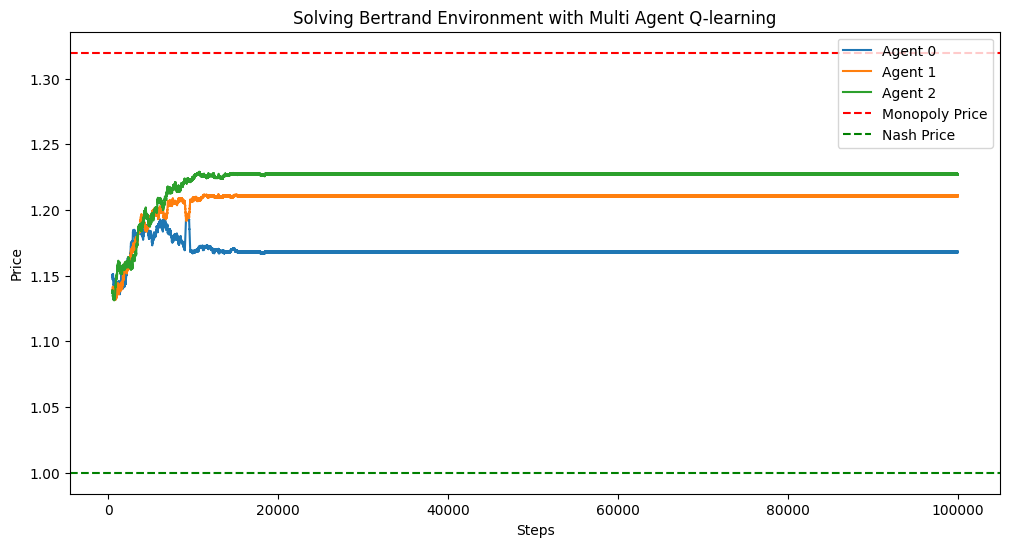 Solving Bertrand Environment with Multi Agent Q-learning
Agent 0
Agent 1
Agent 2
Monopoly Price
Nash Price
Price
1.30
1.25
1.20
1.15
1.10
1.05
1.00
0
20000
40000
60000
80000
100000
Steps